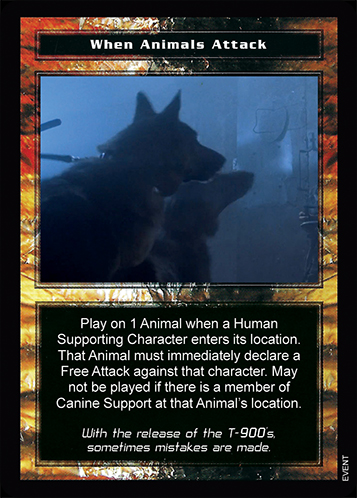 When Animals Attack
Play on 1 Animal when a Human
Supporting Character enters its location.
That Animal must immediately declare a
Free Attack against that character. May
not be played if there is a member of
Canine Support at that Animal's location.
With the release of the T-900's,
sometimes mistakes are made.
EVENT